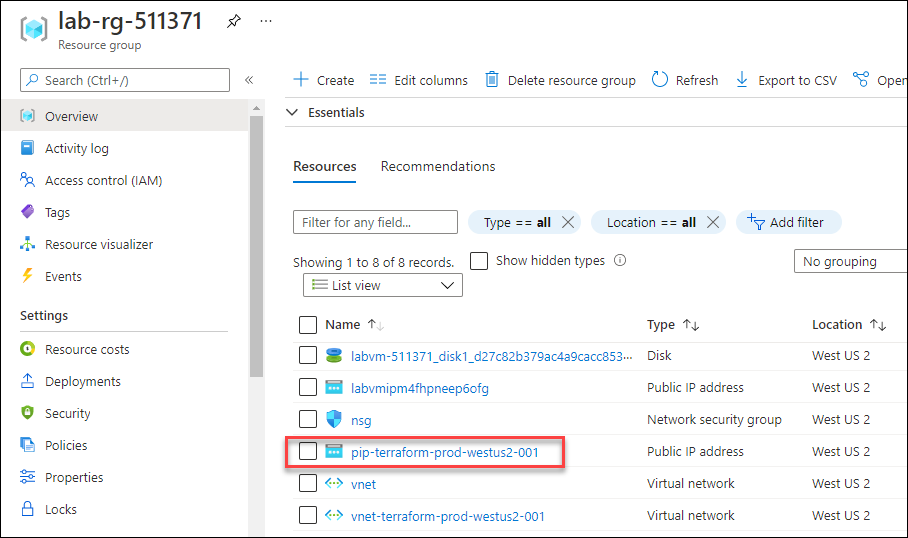 lab-rg-511371
Resource group
Search (Ctrl+/)
Create Edit columns Delete resource group Refresh Export to CSV Open
Essentials
Overview
Activity log
Access control (IAM)
Tags
Resource visualizer
Events
Settings
Resource costs
Deployments
Security
Policies
Properties
Locks
Resources Recommendations
Filter for any field... Type == all Location == all Add filter
Showing 1 to 8 of 8 records. Show hidden types No grouping
List view
Name Type Location
labvm-511371_disk1_d27c82b379ac4a9cacc853... Disk West US 2
labvmipm4fhpneep6ofg Public IP address West US 2
nsg Network security group West US 2
pip-terraform-prod-westus2-001 Public IP address West US 2
vnet Virtual network West US 2
vnet-terraform-prod-westus2-001 Virtual network West US 2